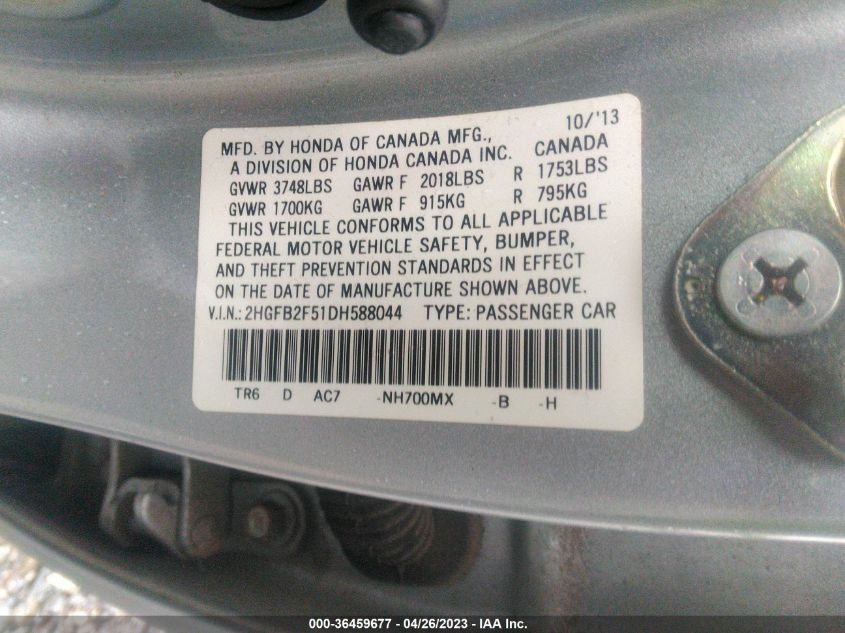 10/'13
MFD. BY HONDA OF CANADA MFG.,
A DIVISION OF HONDA CANADA INC. CANADA
GVWR 3748LBS GAWR F 2018LBS R 1753LBS
GVWR 1700KG GAWR F 915KG R 795KG
THIS VEHICLE CONFORMS TO ALL APPLICABLE
FEDERAL MOTOR VEHICLE SAFETY, BUMPER,
AND THEFT PREVENTION STANDARDS IN EFFECT
ON THE DATE OF MANUFACTURE SHOWN ABOVE.
V.I.N.: 2HGFB2F51DH588044 TYPE: PASSENGER CAR
TR6 D AC7 -NH700MX -B -H
000-36459677 - 04/26/2023 - IAA Inc.